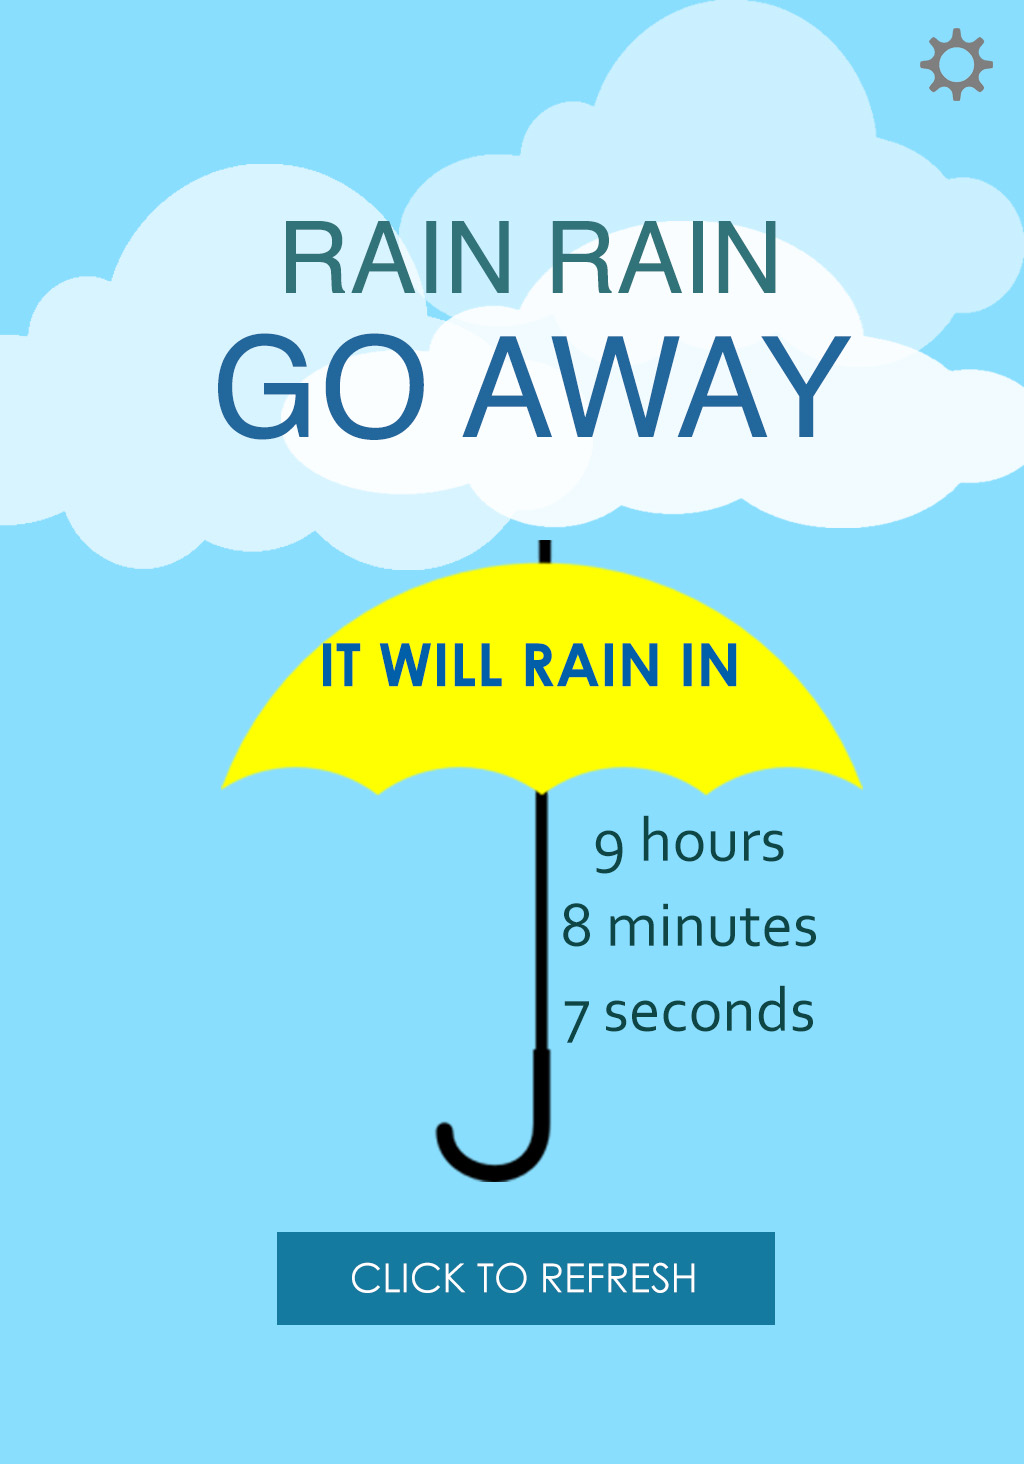 RAIN RAIN
GO AWAY
IT WILL RAIN IN
9 hours
8 minutes
7 seconds
CLICK TO REFRESH